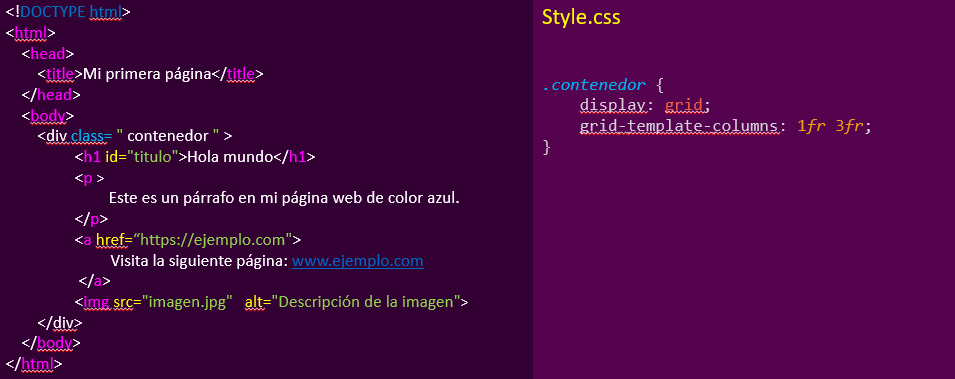 <!DOCTYPE html>
<html>
<head>
<title>Mi primera página</title>
</head>
<body>
<div class= " contenedor " >
<h1 id="titulo">Hola mundo</h1>
<p >
Este es un párrafo en mi página web de color azul.
</p>
<a href=“https://ejemplo.com">
Visita la siguiente página: www.ejemplo.com
</a>
<img src="imagen.jpg" alt="Descripción de la imagen">
</div>
</body>
</html>
Style.css
.contenedor {
display: grid;
grid-template-columns: 1fr 3fr;
}